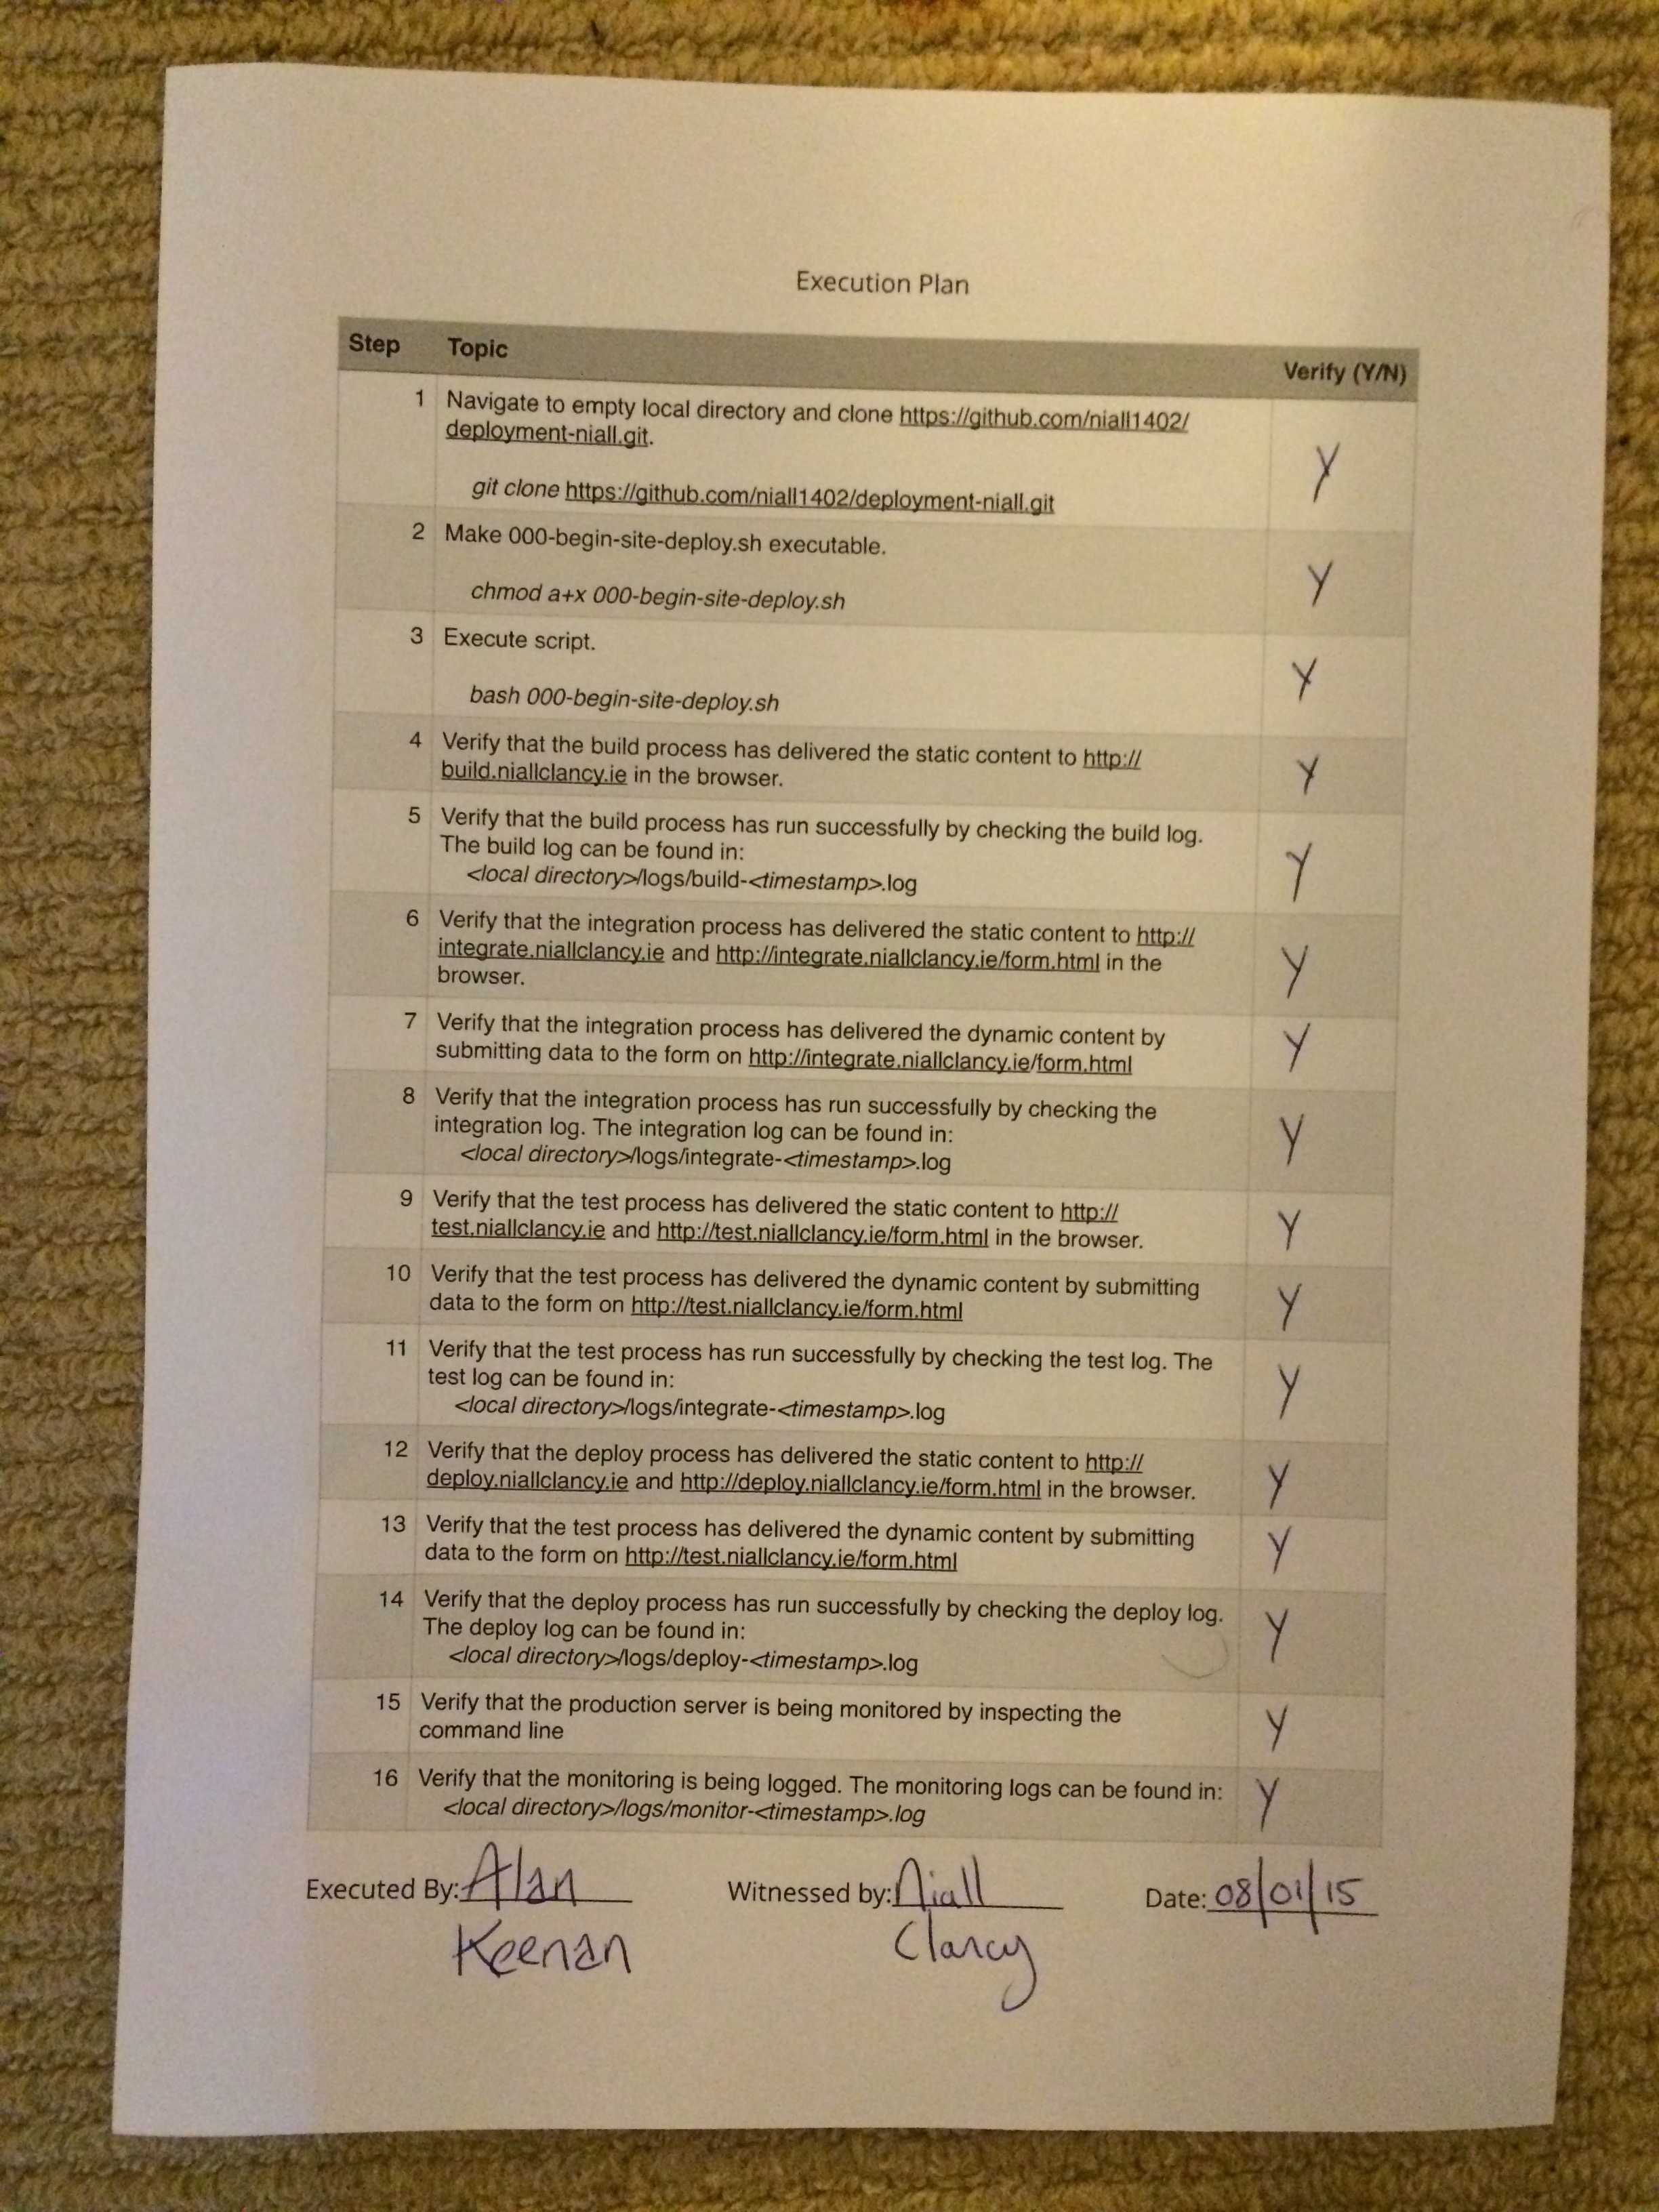 Execution Plan
Step Topic Verify (Y/N)
1 Navigate to empty local directory and clone https://github.com/niall1402/
deployment-niall.git.
Y
git clone https://github.com/niall1402/deployment-niall.git
2 Make 000-begin-site-deploy.sh executable.
Y
chmod a+x 000-begin-site-deploy.sh
3 Execute script.
Y
bash 000-begin-site-deploy.sh
4 Verify that the build process has delivered the static content to http://
build.niallclancy.ie in the browser.
Y
5 Verify that the build process has run successfully by checking the build log.
The build log can be found in:
<local directory>/logs/build-<timestamp>.log
Y
6 Verify that the integration process has delivered the static content to http://
integrate.niallclancy.ie and http://integrate.niallclancy.ie/form.html in the
browser.
Y
7 Verify that the integration process has delivered the dynamic content by
submitting data to the form on http://integrate.niallclancy.ie/form.html
Y
8 Verify that the integration process has run successfully by checking the
integration log. The integration log can be found in:
<local directory>/logs/integrate-<timestamp>.log
Y
9 Verify that the test process has delivered the static content to http://
test.niallclancy.ie and http://test.niallclancy.ie/form.html in the browser.
Y
10 Verify that the test process has delivered the dynamic content by submitting
data to the form on http://test.niallclancy.ie/form.html
Y
11 Verify that the test process has run successfully by checking the test log. The
test log can be found in:
<local directory>/logs/integrate-<timestamp>.log
Y
12 Verify that the deploy process has delivered the static content to http://
deploy.niallclancy.ie and http://deploy.niallclancy.ie/form.html in the browser.
Y
13 Verify that the test process has delivered the dynamic content by submitting
data to the form on http://test.niallclancy.ie/form.html
Y
14 Verify that the deploy process has run successfully by checking the deploy log.
The deploy log can be found in:
<local directory>/logs/deploy-<timestamp>.log
Y
15 Verify that the production server is being monitored by inspecting the
command line
Y
16 Verify that the monitoring is being logged. The monitoring logs can be found in:
<local directory>/logs/monitor-<timestamp>.log
Y
Executed By: Alan Witnessed by: Niall Date: 08/01/15
Keenan Clancy